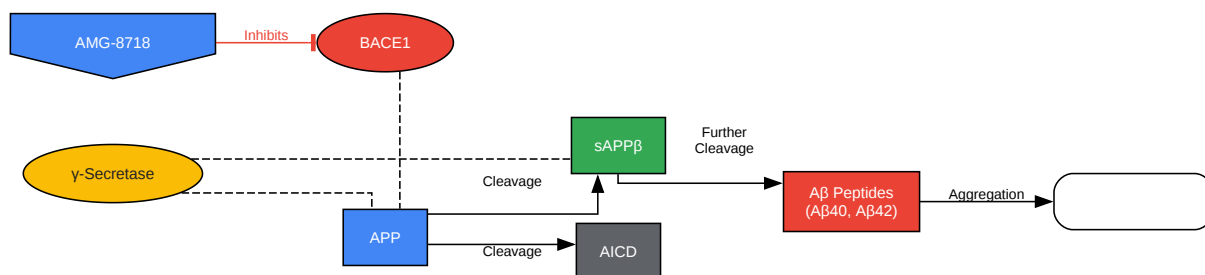 AMG-8718
Inhibits
BACE1
γ-Secretase
sAPPβ
Further
Cleavage
Cleavage
Aβ Peptides
(Aβ40, Aβ42)
Aggregation
APP
Cleavage
AICD